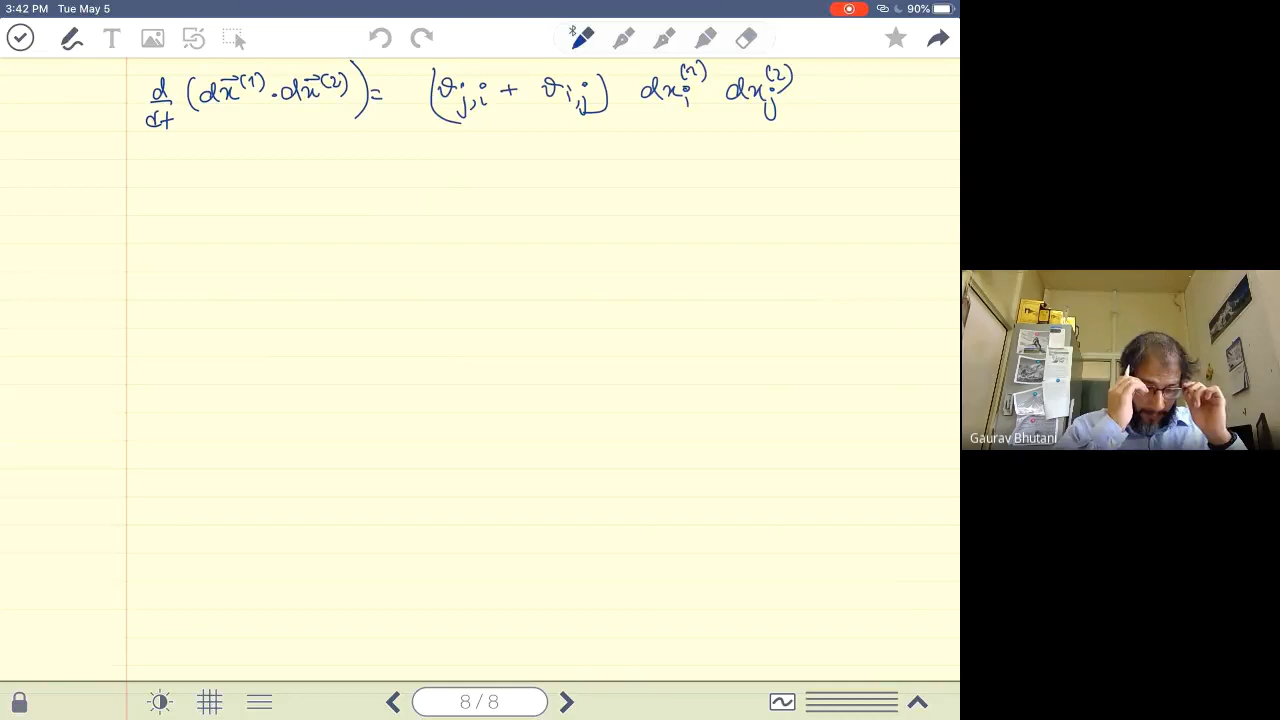 3:42 PM Tue May 5
90%
T
d/dt (dx⃗⁽¹⁾ · dx⃗⁽²⁾) = (v_{j,i} + v_{i,j}) dx_i⁽¹⁾ dx_j⁽²⁾
Gaurav Bhutani
8 / 8